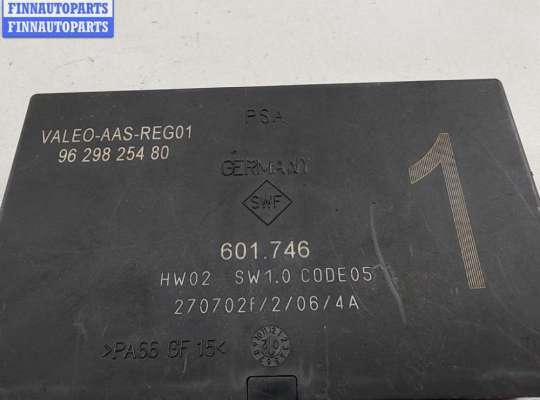 FINNAUTOPARTS
FINNAUTOPARTS
VALEO-AAS-REG01
96 298 254 80
PSA
GERMANY
SWF
1
601.746
HW02 SW1.0 CODE05
270702F/2/06/4A
>PA66 GF 15<